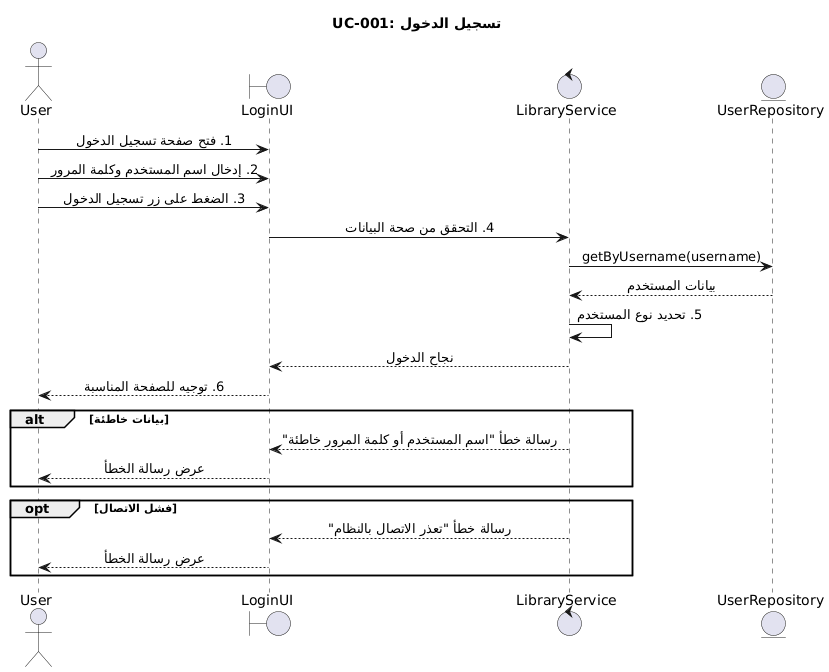 UC-001: تسجيل الدخول
User
LoginUI
LibraryService
UserRepository
1. فتح صفحة تسجيل الدخول
2. إدخال اسم المستخدم وكلمة المرور
3. الضغط على زر تسجيل الدخول
4. التحقق من صحة البيانات
getByUsername(username)
بيانات المستخدم
5. تحديد نوع المستخدم
نجاح الدخول
6. توجيه للصفحة المناسبة
alt [بيانات خاطئة]
رسالة خطأ "اسم المستخدم أو كلمة المرور خاطئة"
عرض رسالة الخطأ
opt [فشل الاتصال]
رسالة خطأ "تعذر الاتصال بالنظام"
عرض رسالة الخطأ
User
LoginUI
LibraryService
UserRepository